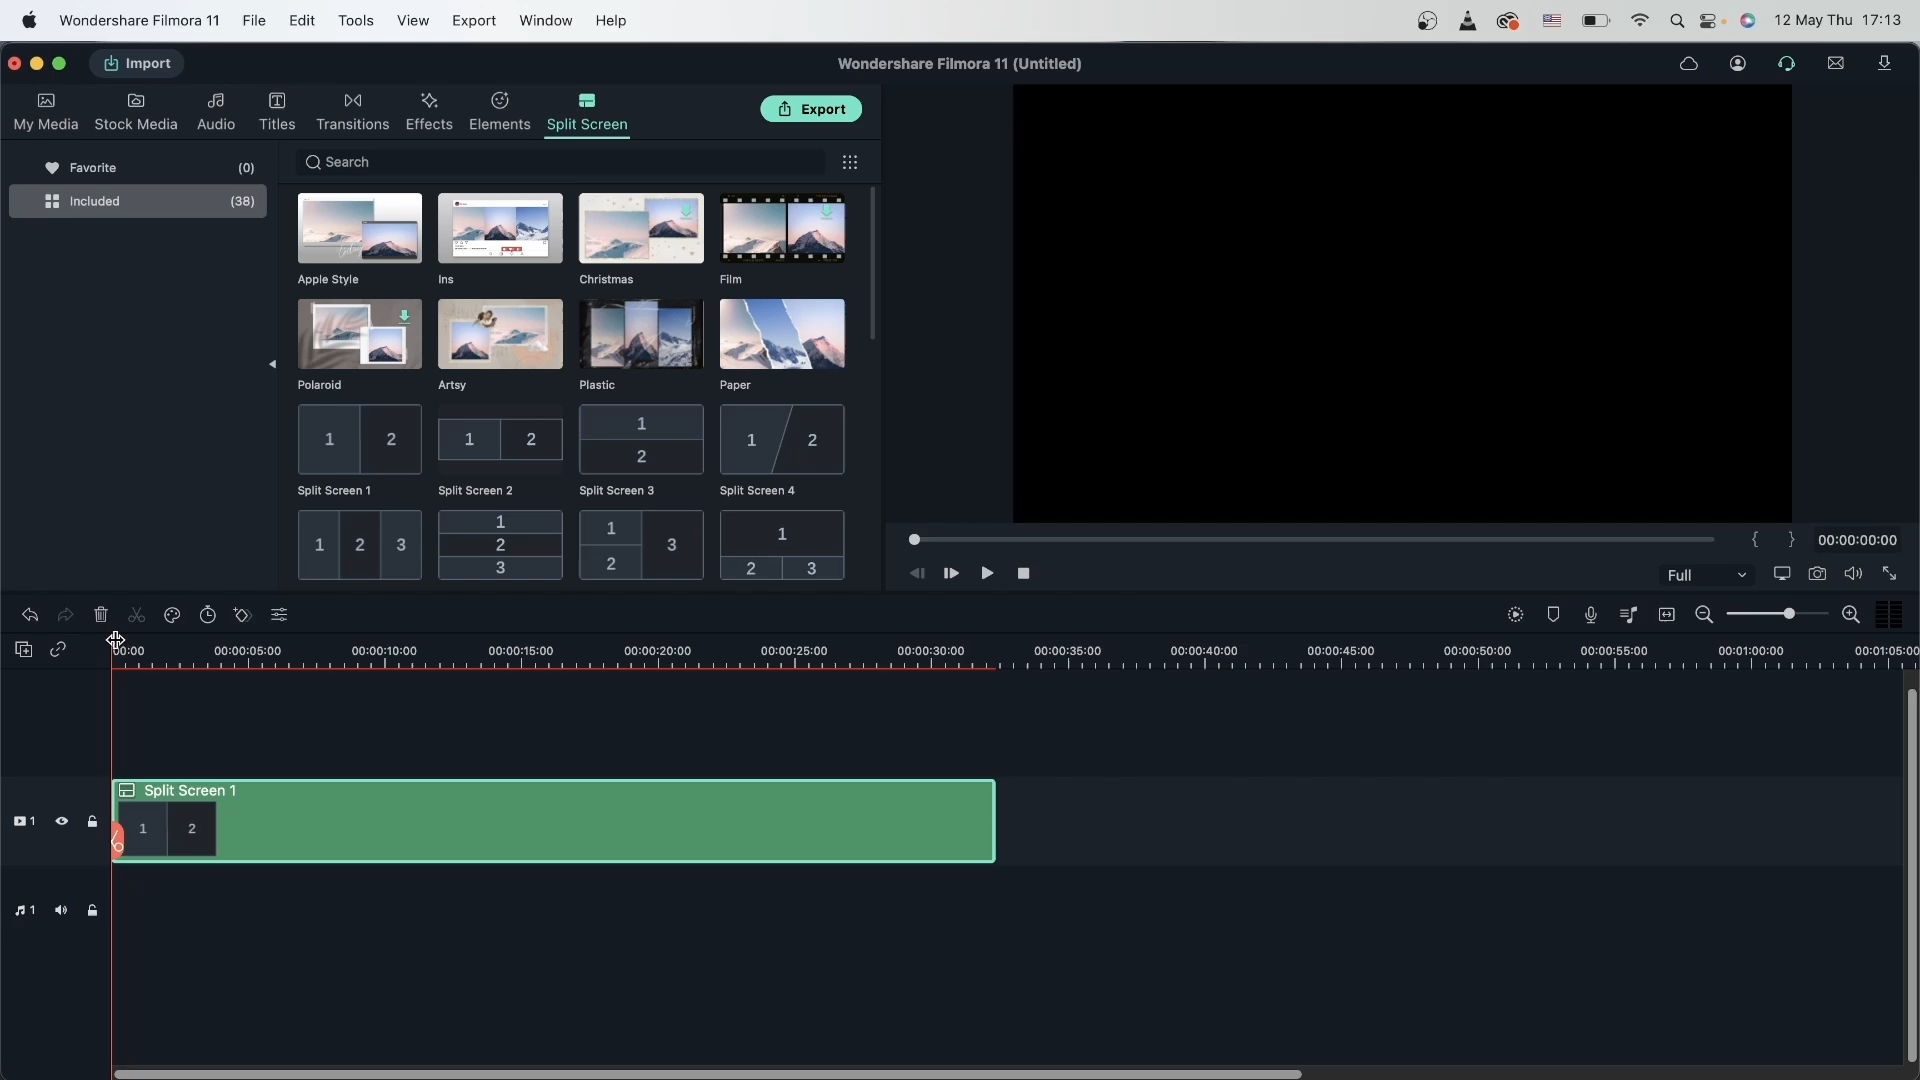 Wondershare Filmora 11 File Edit Tools View Export Window Help 12 May Thu 17:13
Import Wondershare Filmora 11 (Untitled)
My Media Stock Media Audio Titles Transitions Effects Elements Split Screen Export
Favorite (0)
Included (38)
Search
Apple Style Ins Christmas Film
Polaroid Artsy Plastic Paper
1 2 1 2 1 2 1 2
Split Screen 1 Split Screen 2 Split Screen 3 Split Screen 4
1 2 3 1 2 3 1 2 3 1 2 3
{ } 00:00:00:00
Full
00:00 00:00:05:00 00:00:10:00 00:00:15:00 00:00:20:00 00:00:25:00 00:00:30:00 00:00:35:00 00:00:40:00 00:00:45:00 00:00:50:00 00:00:55:00 00:01:00:00 00:01:05:00
Split Screen 1
1 1 2
1